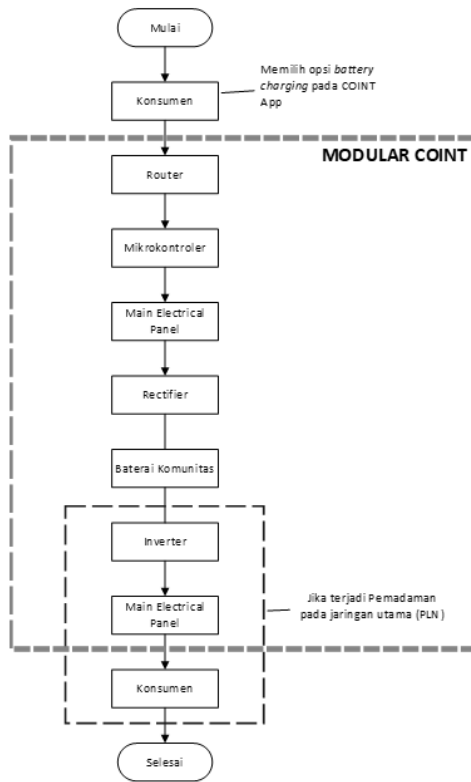 Mulai
Memilih opsi battery
charging pada COINT
App
Konsumen
MODULAR COINT
Router
Mikrokontroler
Main Electrical
Panel
Rectifier
Baterai Komunitas
Inverter
Jika terjadi Pemadaman
pada jaringan utama (PLN)
Main Electrical
Panel
Konsumen
Selesai